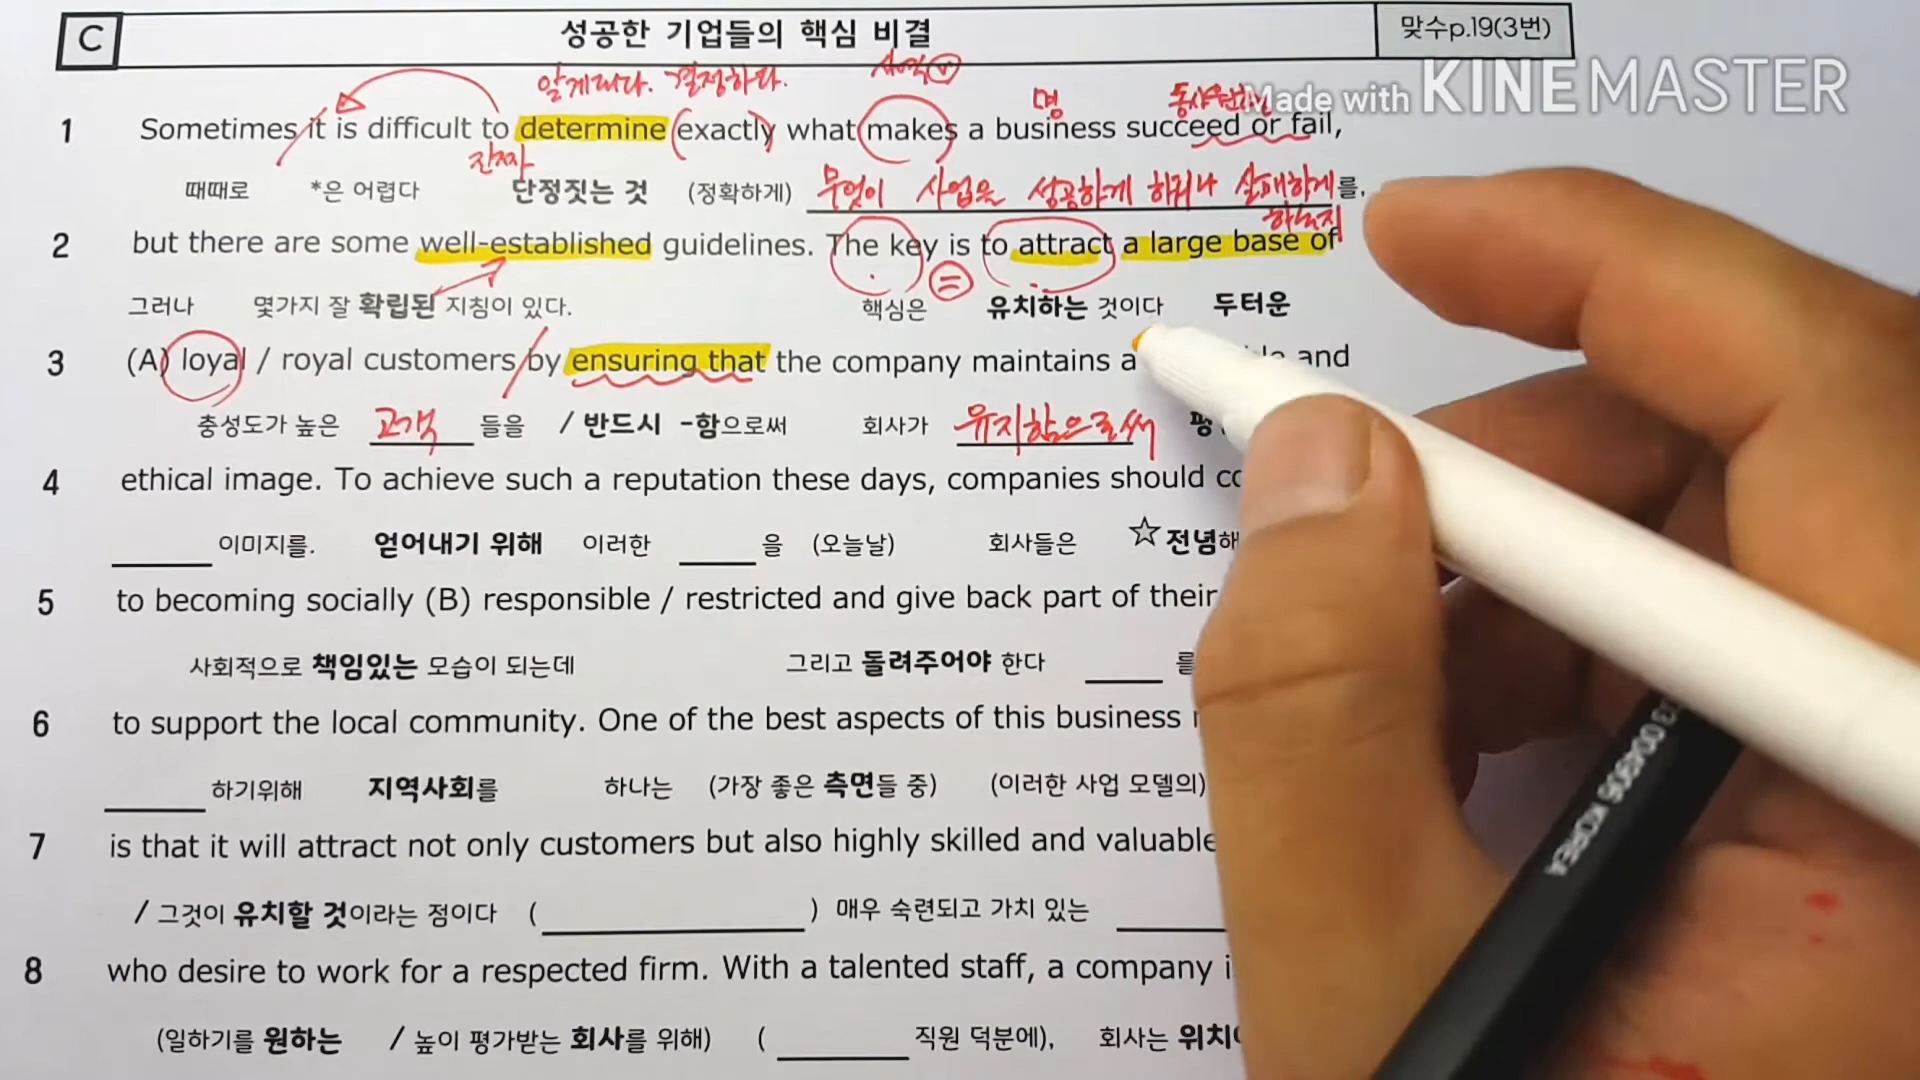 C 성공한 기업들의 핵심 비결 맞수p.19(3번)
알게되다. 결정하다. 사역ⓥ
Made with KINEMASTER
명
1 Sometimes it is difficult to determine (exactly) what makes a business succeed or fail,
진짜
때때로 *은 어렵다 단정짓는 것 (정확하게) 무엇이 사업을 성공하게 하거나 실패하게 를,
하는지
2 but there are some well-established guidelines. The key is to attract a large base of
=
그러나 몇가지 잘 확립된 지침이 있다. 핵심은 유치하는 것이다 두터운
3 (A) loyal / royal customers / by ensuring that the company maintains a and
충성도가 높은 고객 들을 / 반드시 -함으로써 회사가 유지함으로써
4 ethical image. To achieve such a reputation these days, companies should
이미지를. 얻어내기 위해 이러한 을 (오늘날) 회사들은 ☆전념해
5 to becoming socially (B) responsible / restricted and give back part of their
사회적으로 책임있는 모습이 되는데 그리고 돌려주어야 한다 를
6 to support the local community. One of the best aspects of this business
하기위해 지역사회를 하나는 (가장 좋은 측면들 중) (이러한 사업 모델의)
7 is that it will attract not only customers but also highly skilled and valuable
/ 그것이 유치할 것이라는 점이다 ( ) 매우 숙련되고 가치 있는
8 who desire to work for a respected firm. With a talented staff, a company
(일하기를 원하는 / 높이 평가받는 회사를 위해) ( 직원 덕분에), 회사는
KOREA